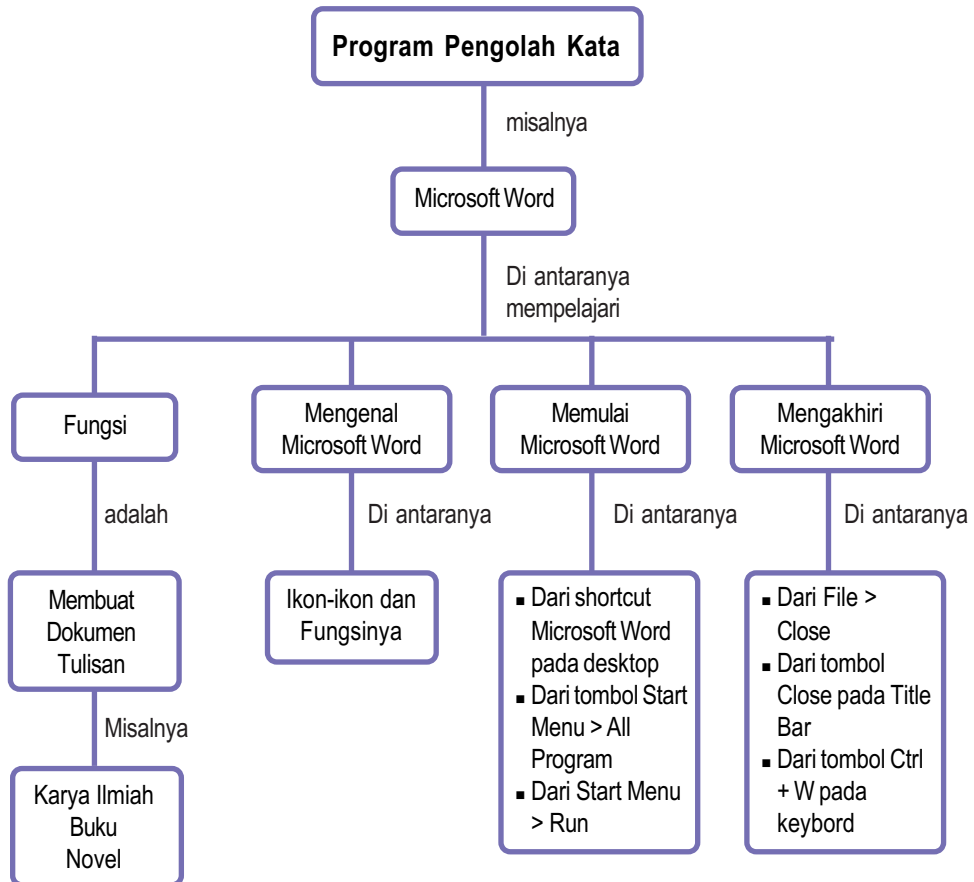 Program Pengolah Kata
misalnya
Microsoft Word
Di antaranya
mempelajari
Fungsi
adalah
Membuat
Dokumen
Tulisan
Misalnya
Karya Ilmiah
Buku
Novel
Mengenal
Microsoft Word
Di antaranya
Ikon-ikon dan
Fungsinya
Memulai
Microsoft Word
Di antaranya
▪ Dari shortcut
Microsoft Word
pada desktop
▪ Dari tombol Start
Menu > All
Program
▪ Dari Start Menu
> Run
Mengakhiri
Microsoft Word
Di antaranya
▪ Dari File >
Close
▪ Dari tombol
Close pada Title
Bar
▪ Dari tombol Ctrl
+ W pada
keybord